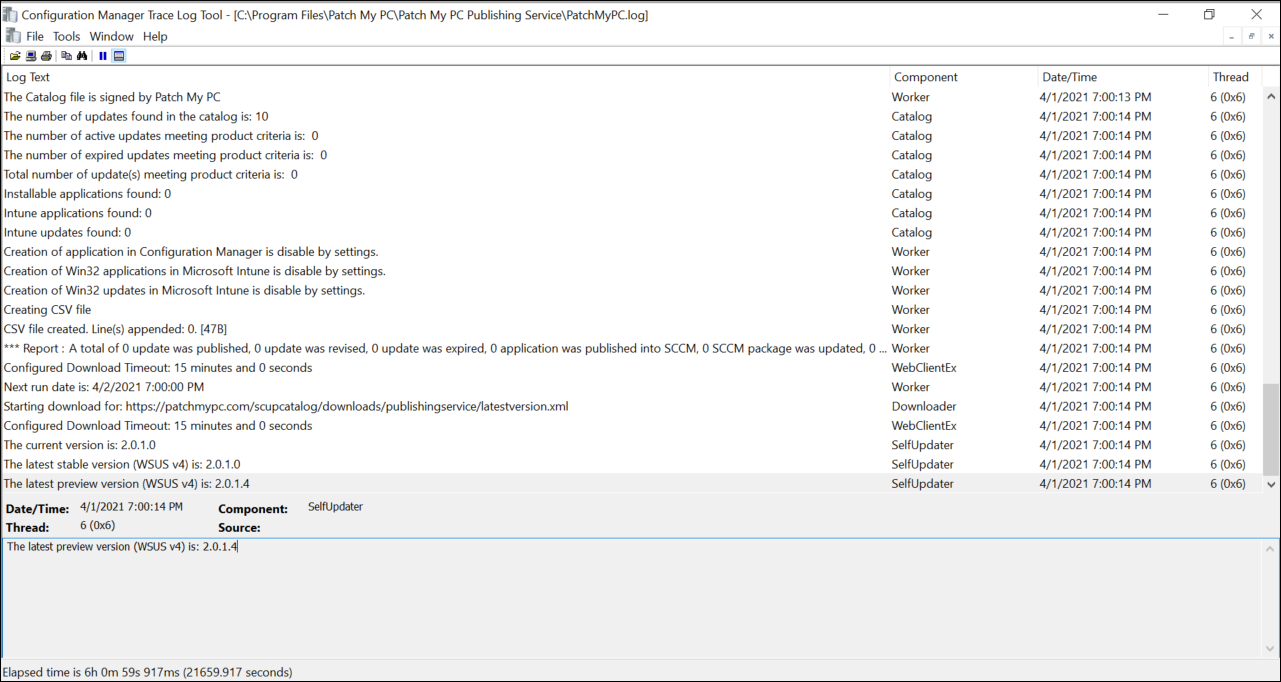 Configuration Manager Trace Log Tool - [C:\Program Files\Patch My PC\Patch My PC Publishing Service\PatchMyPC.log]
File Tools Window Help
Log Text Component Date/Time Thread
The Catalog file is signed by Patch My PC Worker 4/1/2021 7:00:13 PM 6 (0x6)
The number of updates found in the catalog is: 10 Catalog 4/1/2021 7:00:14 PM 6 (0x6)
The number of active updates meeting product criteria is:  0 Catalog 4/1/2021 7:00:14 PM 6 (0x6)
The number of expired updates meeting product criteria is:  0 Catalog 4/1/2021 7:00:14 PM 6 (0x6)
Total number of update(s) meeting product criteria is:  0 Catalog 4/1/2021 7:00:14 PM 6 (0x6)
Installable applications found: 0 Catalog 4/1/2021 7:00:14 PM 6 (0x6)
Intune applications found: 0 Catalog 4/1/2021 7:00:14 PM 6 (0x6)
Intune updates found: 0 Catalog 4/1/2021 7:00:14 PM 6 (0x6)
Creation of application in Configuration Manager is disable by settings. Worker 4/1/2021 7:00:14 PM 6 (0x6)
Creation of Win32 applications in Microsoft Intune is disable by settings. Worker 4/1/2021 7:00:14 PM 6 (0x6)
Creation of Win32 updates in Microsoft Intune is disable by settings. Worker 4/1/2021 7:00:14 PM 6 (0x6)
Creating CSV file Worker 4/1/2021 7:00:14 PM 6 (0x6)
CSV file created. Line(s) appended: 0. [47B] Worker 4/1/2021 7:00:14 PM 6 (0x6)
*** Report : A total of 0 update was published, 0 update was revised, 0 update was expired, 0 application was published into SCCM, 0 SCCM package was updated, 0 ... Worker 4/1/2021 7:00:14 PM 6 (0x6)
Configured Download Timeout: 15 minutes and 0 seconds WebClientEx 4/1/2021 7:00:14 PM 6 (0x6)
Next run date is: 4/2/2021 7:00:00 PM Worker 4/1/2021 7:00:14 PM 6 (0x6)
Starting download for: https://patchmypc.com/scupcatalog/downloads/publishingservice/latestversion.xml Downloader 4/1/2021 7:00:14 PM 6 (0x6)
Configured Download Timeout: 15 minutes and 0 seconds WebClientEx 4/1/2021 7:00:14 PM 6 (0x6)
The current version is: 2.0.1.0 SelfUpdater 4/1/2021 7:00:14 PM 6 (0x6)
The latest stable version (WSUS v4) is: 2.0.1.0 SelfUpdater 4/1/2021 7:00:14 PM 6 (0x6)
The latest preview version (WSUS v4) is: 2.0.1.4 SelfUpdater 4/1/2021 7:00:14 PM 6 (0x6)
Date/Time: 4/1/2021 7:00:14 PM Component: SelfUpdater
Thread: 6 (0x6) Source:
The latest preview version (WSUS v4) is: 2.0.1.4
Elapsed time is 6h 0m 59s 917ms (21659.917 seconds)